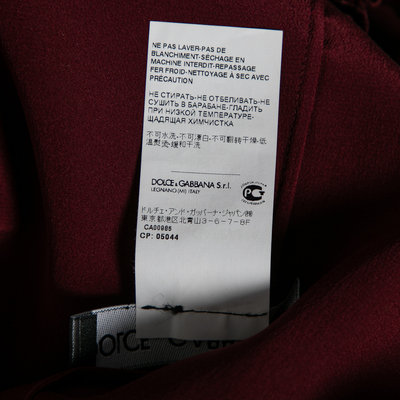 NE PAS LAVER-PAS DE
BLANCHIMENT-SÉCHAGE EN
MACHINE INTERDIT-REPASSAGE
FER FROID-NETTOYAGE À SEC AVEC
PRÉCAUTION
НЕ СТИРАТЬ-НЕ ОТБЕЛИВАТЬ-НЕ
СУШИТЬ В БАРАБАНЕ-ГЛАДИТЬ
ПРИ НИЗКОЙ ТЕМПЕРАТУРЕ-
ЩАДЯЩАЯ ХИМЧИСТКА
不可水洗-不可漂白-不可翻转干燥-低
温熨烫-缓和干洗
DOLCE&GABBANA S.r.l.
LEGNANO (MI) ITALY
ドルチェ・アンド・ガッバーナ・ジャパン㈱
東京都港区北青山3-6-7-8F
CA00985
CP: 05044